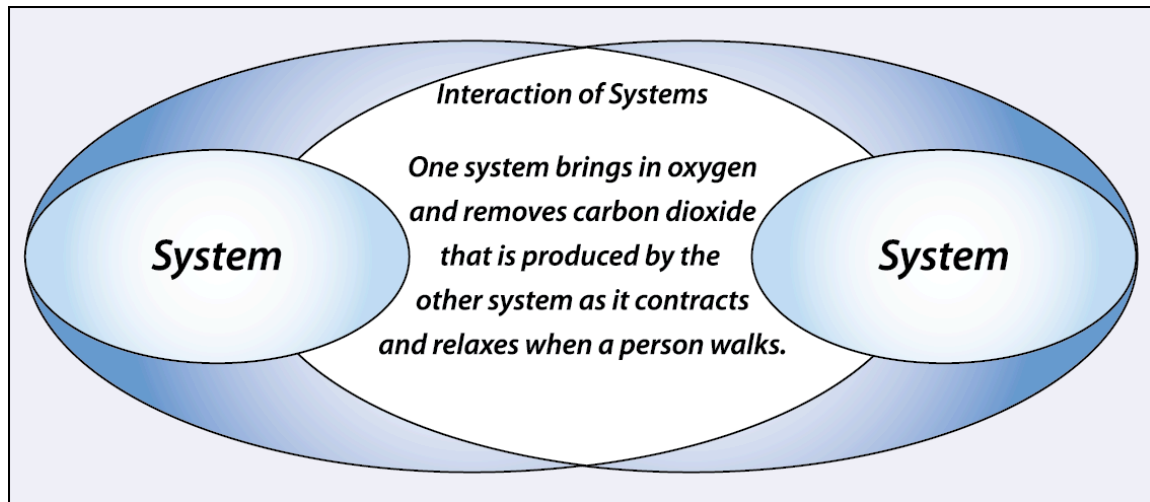 Interaction of Systems
One system brings in oxygen
and removes carbon dioxide
that is produced by the
other system as it contracts
and relaxes when a person walks.
System
System